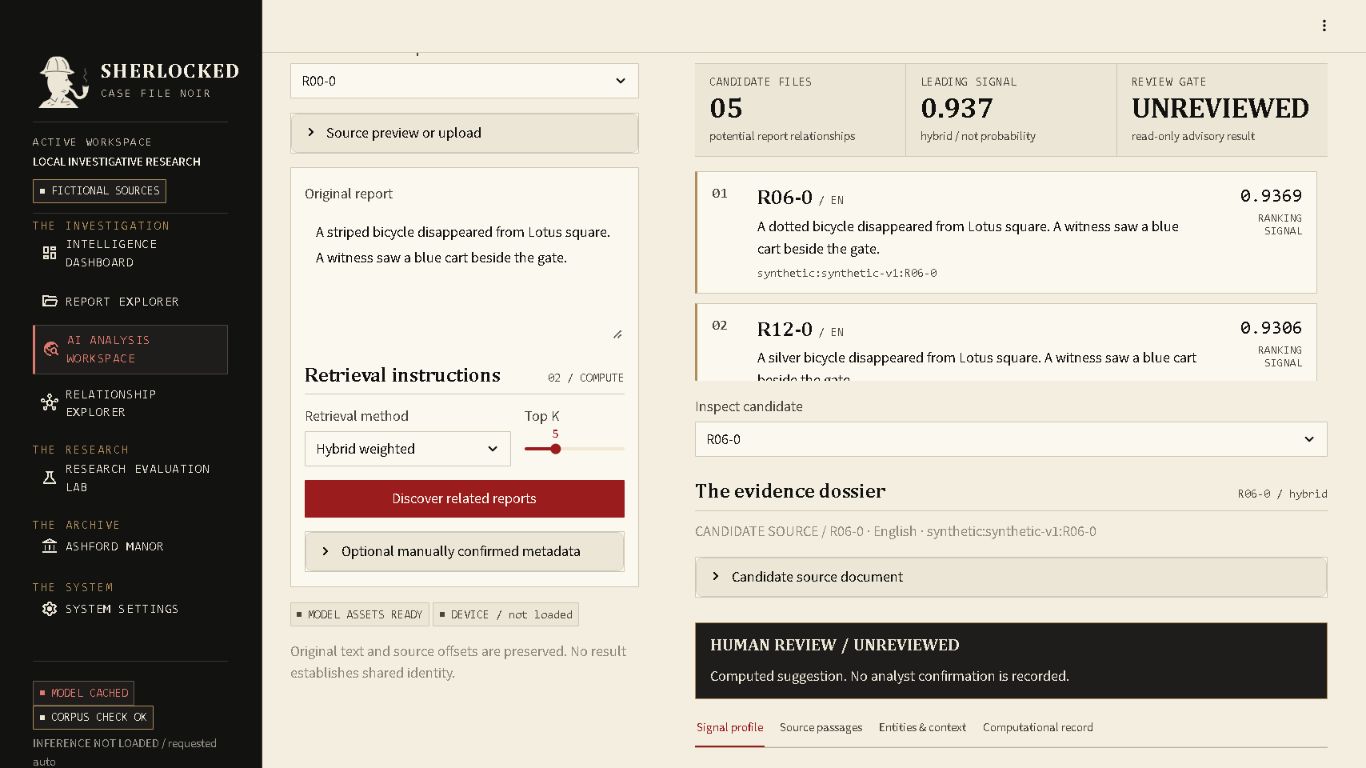 SHERLOCKED
CASE FILE NOIR
ACTIVE WORKSPACE
LOCAL INVESTIGATIVE RESEARCH
FICTIONAL SOURCES
THE INVESTIGATION
INTELLIGENCE
DASHBOARD
REPORT EXPLORER
AI ANALYSIS
WORKSPACE
RELATIONSHIP
EXPLORER
THE RESEARCH
RESEARCH EVALUATION
LAB
THE ARCHIVE
ASHFORD MANOR
THE SYSTEM
SYSTEM SETTINGS
MODEL CACHED
CORPUS CHECK OK
INFERENCE NOT LOADED / requested
auto
R00-0
Source preview or upload
Original report
A striped bicycle disappeared from Lotus square.
A witness saw a blue cart beside the gate.
Retrieval instructions
02 / COMPUTE
Retrieval method
Top K
5
Hybrid weighted
Discover related reports
Optional manually confirmed metadata
MODEL ASSETS READY
DEVICE / not loaded
Original text and source offsets are preserved. No result
establishes shared identity.
CANDIDATE FILES
05
potential report relationships
LEADING SIGNAL
0.937
hybrid / not probability
REVIEW GATE
UNREVIEWED
read-only advisory result
01
R06-0 / EN
A dotted bicycle disappeared from Lotus square. A witness saw a blue
cart beside the gate.
synthetic:synthetic-v1:R06-0
0.9369
RANKING
SIGNAL
02
R12-0 / EN
A silver bicycle disappeared from Lotus square. A witness saw a blue cart
beside the gate.
0.9306
RANKING
SIGNAL
Inspect candidate
R06-0
The evidence dossier
R06-0 / hybrid
CANDIDATE SOURCE / R06-0 · English · synthetic:synthetic-v1:R06-0
Candidate source document
HUMAN REVIEW / UNREVIEWED
Computed suggestion. No analyst confirmation is recorded.
Signal profile
Source passages
Entities & context
Computational record